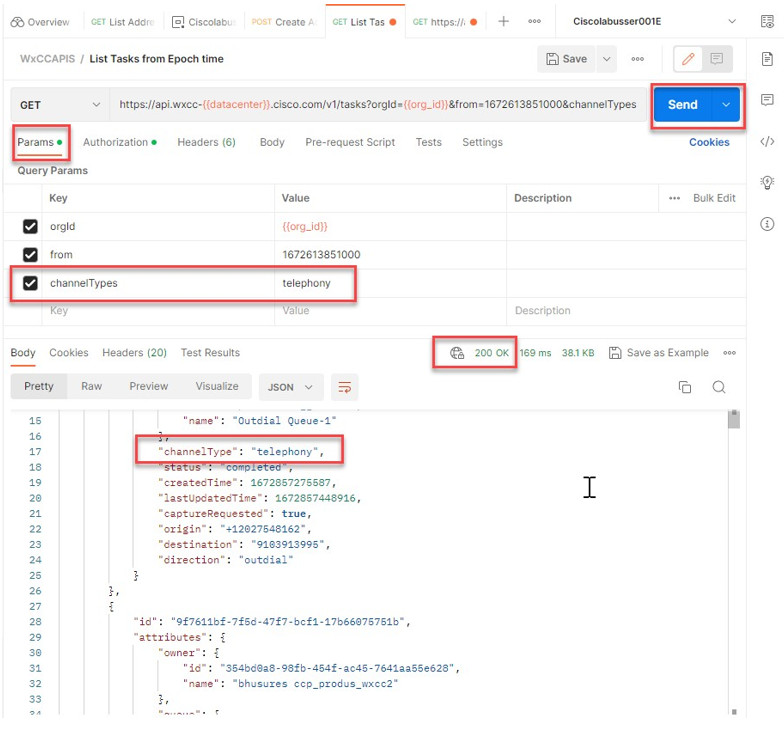 Overview GET List Addre Ciscolabus POST Create A GET List Tas GET https:// Ciscolabusser001E
WxCCAPIS / List Tasks from Epoch time Save
GET https://api.wxcc-{{datacenter}}.cisco.com/v1/tasks?orgId={{org_id}}&from=1672613851000&channelTypes Send
Params Authorization Headers (6) Body Pre-request Script Tests Settings Cookies
Query Params
Key Value Description Bulk Edit
orgId {{org_id}}
from 1672613851000
channelTypes telephony
Key Value Description
Body Cookies Headers (20) Test Results 200 OK 169 ms 38.1 KB Save as Example
Pretty Raw Preview Visualize JSON
15 "name": "Outdial Queue-1"
16 },
17 "channelType": "telephony",
18 "status": "completed",
19 "createdTime": 1672857275587,
20 "lastUpdatedTime": 1672857448916,
21 "captureRequested": true,
22 "origin": "+12027548162",
23 "destination": "9103913995",
24 "direction": "outdial"
25 }
26 },
27 {
28 "id": "9f7611bf-7f5d-47f7-bcf1-17b66075751b",
29 "attributes": {
30 "owner": {
31 "id": "354bd0a8-98fb-454f-ac45-7641aa55e628",
32 "name": "bhusures ccp_produs_wxcc2"
33 },
34 "queue": {